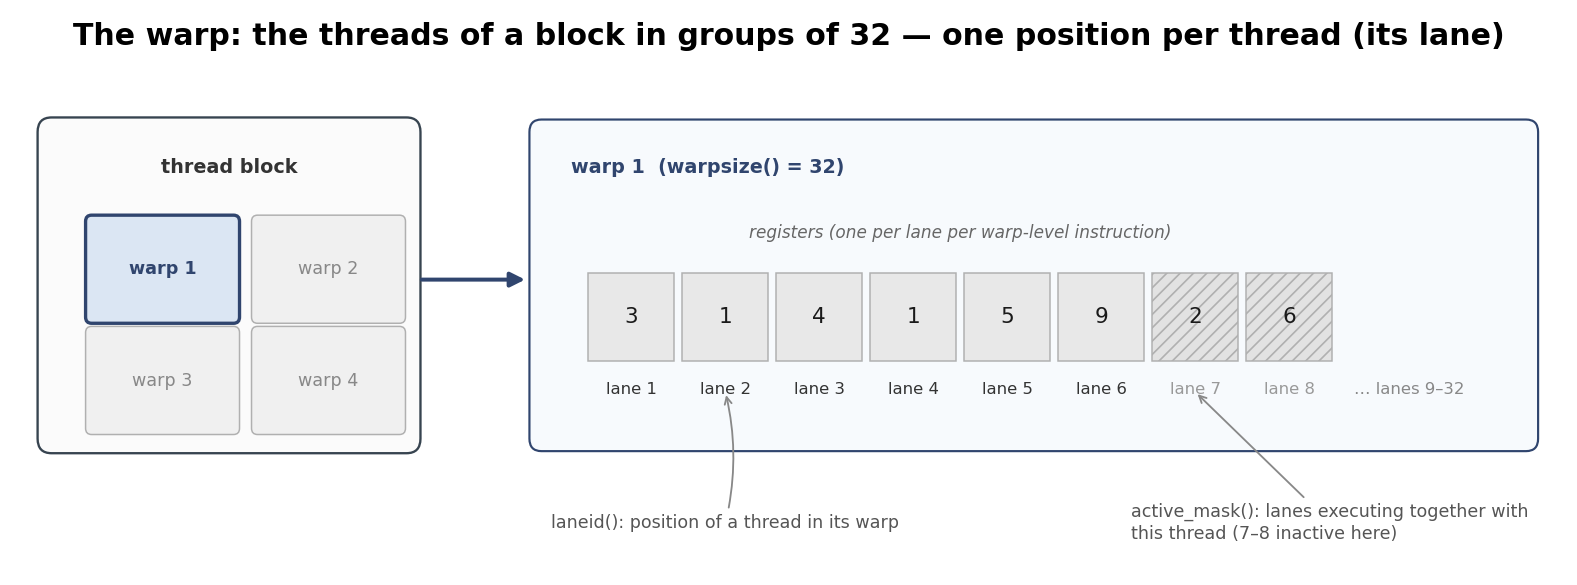 The warp: the threads of a block in groups of 32 — one position per thread (its lane)
thread block
warp 1
warp 2
warp 3
warp 4
warp 1  (warpsize() = 32)
registers (one per lane per warp-level instruction)
3 1 4 1 5 9 2 6
lane 1 lane 2 lane 3 lane 4 lane 5 lane 6 lane 7 lane 8 … lanes 9–32
laneid(): position of a thread in its warp
active_mask(): lanes executing together with
this thread (7–8 inactive here)